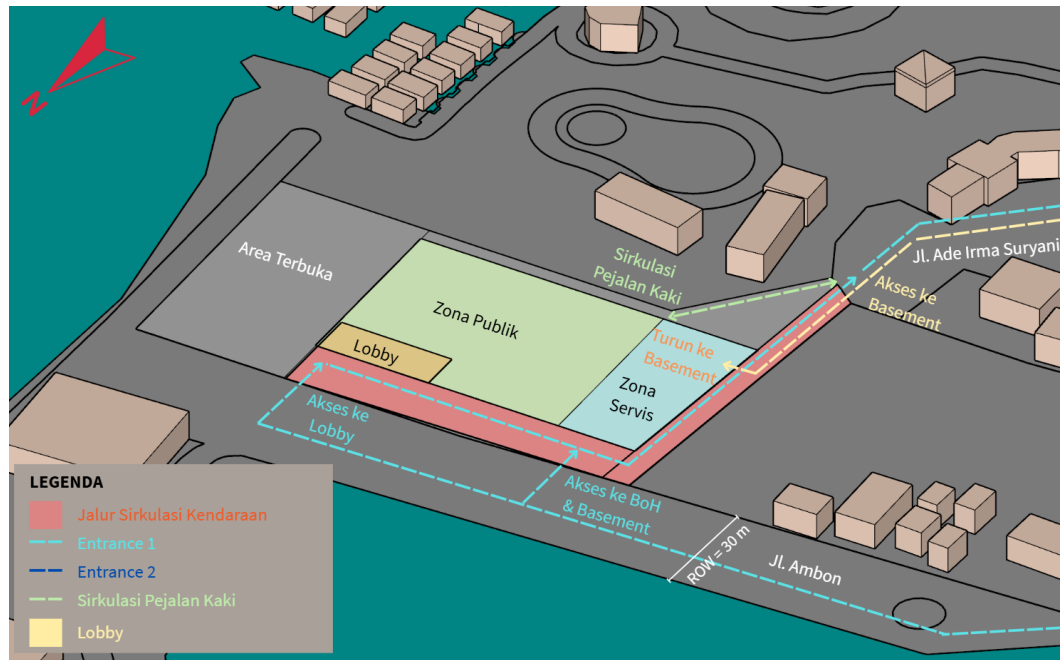 N
Area Terbuka
Zona Publik
Lobby
Sirkulasi
Pejalan Kaki
Jl. Ade Irma Suryani
Akses ke
Basement
Turun ke
Basement
Zona
Servis
Akses ke
Lobby
Akses ke BoH
& Basement
ROW = 30 m
Jl. Ambon
LEGENDA
Jalur Sirkulasi Kendaraan
Entrance 1
Entrance 2
Sirkulasi Pejalan Kaki
Lobby